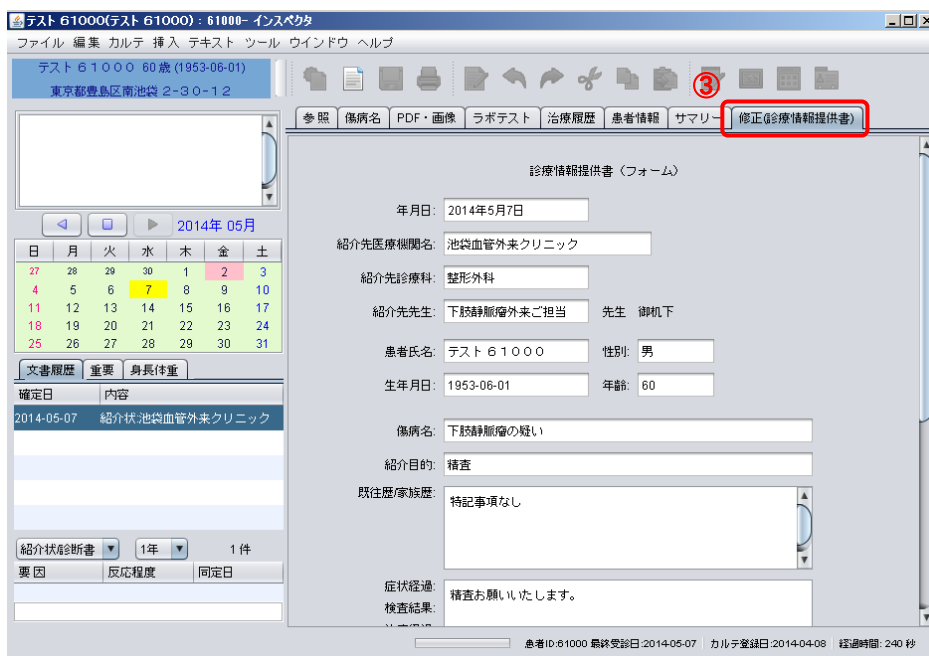 テスト 61000(テスト 61000) : 61000- インスペクタ
ファイル 編集 カルテ 挿入 テキスト ツール ウインドウ ヘルプ
テスト 6 1 0 0 0 60 歳 (1953-06-01)
東京都豊島区南池袋 2-3 0-1 2
③
参照 傷病名 PDF・画像 ラボテスト 治療履歴 患者情報 サマリー 修正(診療情報提供書)
診療情報提供書（フォーム）
年月日: 2014年5月7日
紹介先医療機関名: 池袋血管外来クリニック
紹介先診療科: 整形外科
紹介先先生: 下肢静脈瘤外来ご担当 先生 御机下
患者氏名: テスト 6 1 0 0 0 性別: 男
生年月日: 1953-06-01 年齢: 60
傷病名: 下肢静脈瘤の疑い
紹介目的: 精査
既往歴/家族歴: 特記事項なし
症状経過: 精査お願いいたします。
検査結果:
2014年 05月
日 月 火 水 木 金 土
27 28 29 30 1 2 3
4 5 6 7 8 9 10
11 12 13 14 15 16 17
18 19 20 21 22 23 24
25 26 27 28 29 30 31
文書履歴 重要 身長体重
確定日 内容
2014-05-07 紹介状:池袋血管外来クリニック
紹介状/診断書 1年 1 件
要因 反応程度 同定日
患者ID:61000 最終受診日:2014-05-07 カルテ登録日:2014-04-08 経過時間: 240 秒